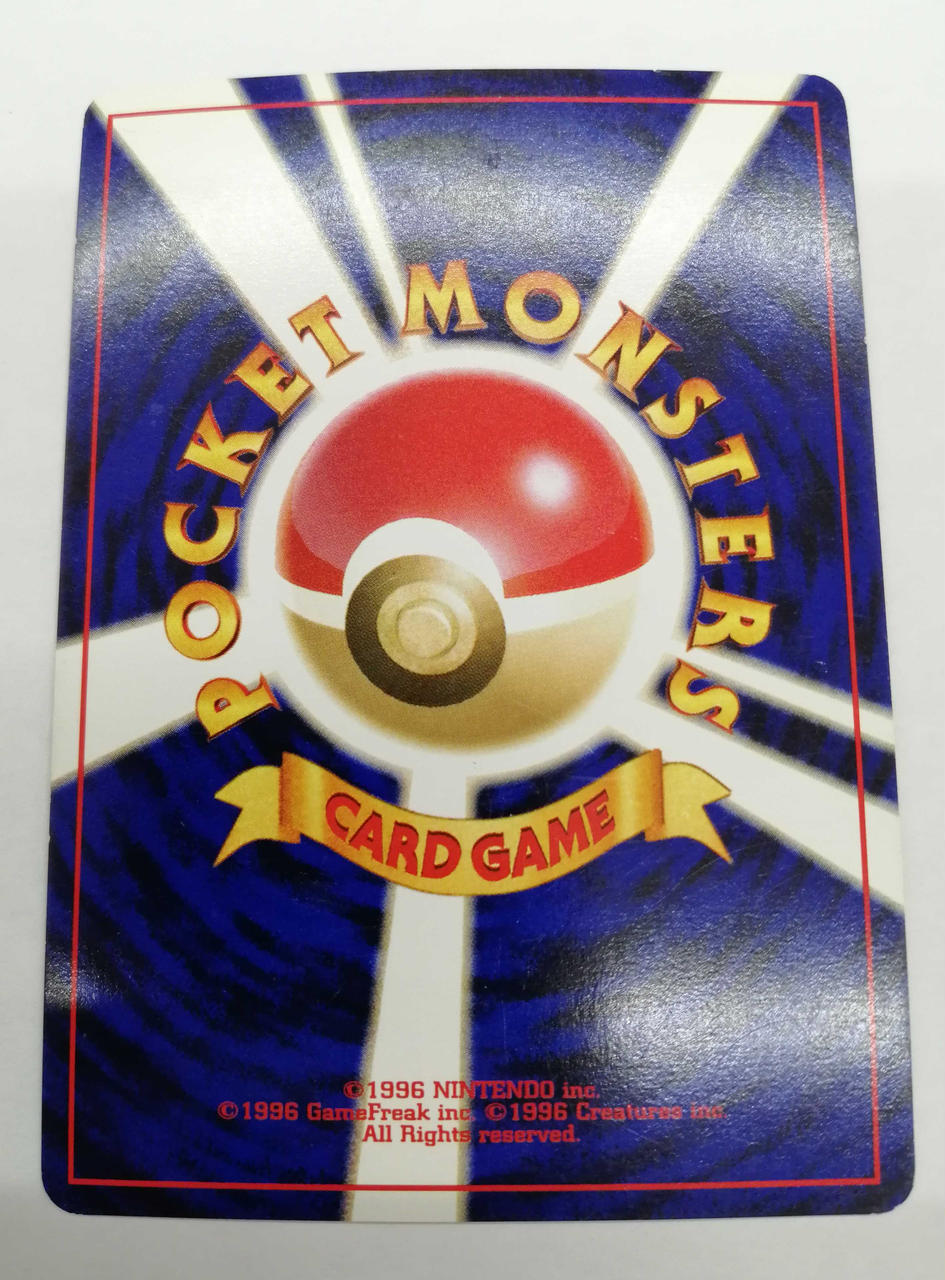 POCKET MONSTERS
CARD GAME
©1996 NINTENDO inc.
©1996 GameFreak inc. ©1996 Creatures inc.
All Rights reserved.